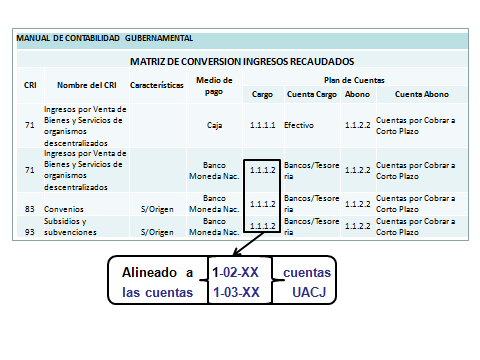 MANUAL DE CONTABILIDAD GUBERNAMENTAL
MATRIZ DE CONVERSION INGRESOS RECAUDADOS
CRI Nombre del CRI Características Medio de pago Plan de Cuentas
Cargo Cuenta Cargo Abono Cuenta Abono
71 Ingresos por Venta de Bienes y Servicios de organismos descentralizados Caja 1.1.1.1 Efectivo 1.1.2.2 Cuentas por Cobrar a Corto Plazo
71 Ingresos por Venta de Bienes y Servicios de organismos descentralizados Banco Moneda Nac. 1.1.1.2 Bancos/Tesore ria 1.1.2.2 Cuentas por Cobrar a Corto Plazo
83 Convenios S/Origen Banco Moneda Nac. 1.1.1.2 Bancos/Tesore ria 1.1.2.2 Cuentas por Cobrar a Corto Plazo
93 Subsidios y subvenciones S/Origen Banco Moneda Nac. 1.1.1.2 Bancos/Tesore ria 1.1.2.2 Cuentas por Cobrar a Corto Plazo
Alineado a 1-02-XX cuentas
las cuentas 1-03-XX UACJ